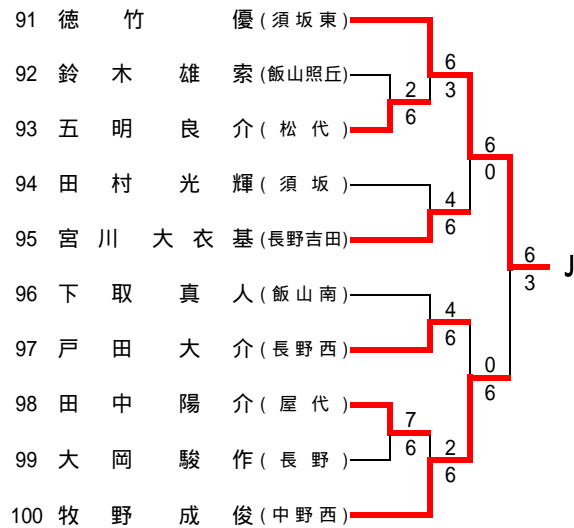 91 徳竹 優 (須坂東)
6
3
92 鈴木 雄索 (飯山照丘)
2
6
93 五明 良介 (松代)
6
0
94 田村 光輝 (須坂)
4
6
95 宮川 大衣基 (長野吉田)
6
3
J
96 下取 真人 (飯山南)
4
6
97 戸田 大介 (長野西)
0
6
98 田中 陽介 (屋代)
7
6
99 大岡 駿作 (長野)
2
6
100 牧野 成俊 (中野西)